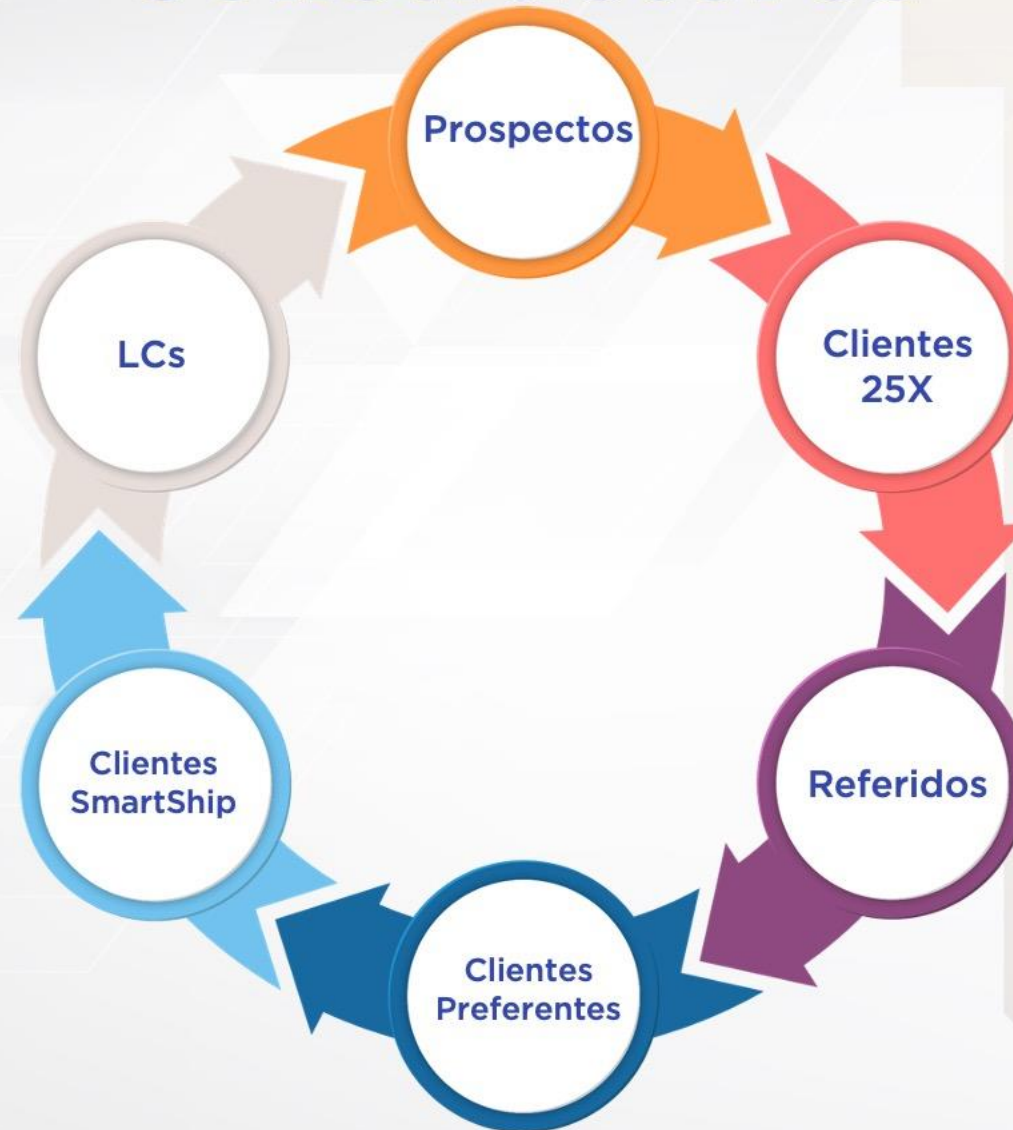 Prospectos
Clientes
25X
Referidos
Clientes
Preferentes
Clientes
SmartShip
LCs